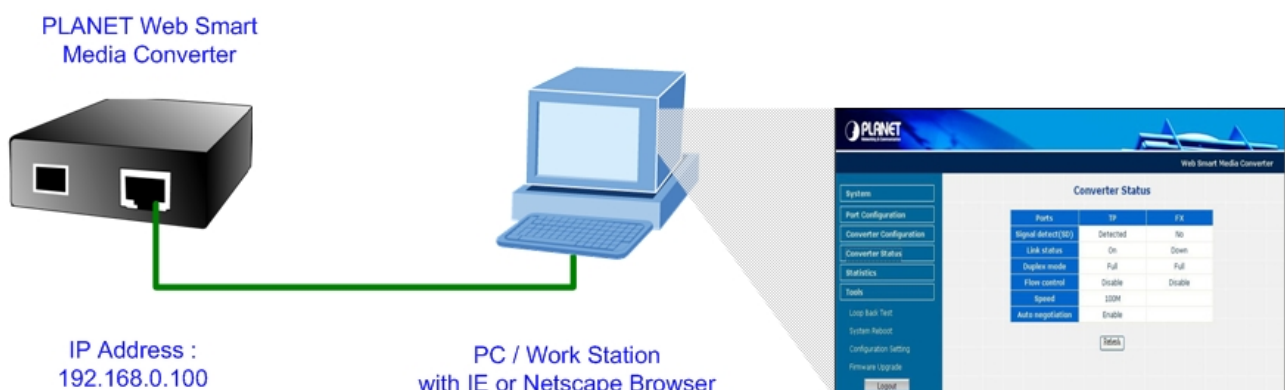 PLANET Web Smart
Media Converter
IP Address :
192.168.0.100
PC / Work Station
with IE or Netscape Browser
PLANET
Networking & Communication
Web Smart Media Converter
System
Port Configuration
Converter Configuration
Converter Status
Statistics
Tools
Loop Back Test
System Reboot
Configuration Setting
Firmware Upgrade
Logout
Converter Status
Ports TP FX
Signal detect(SD) Detected No
Link status On Down
Duplex mode Full Full
Flow control Disable Disable
Speed 100M
Auto negotiation Enable